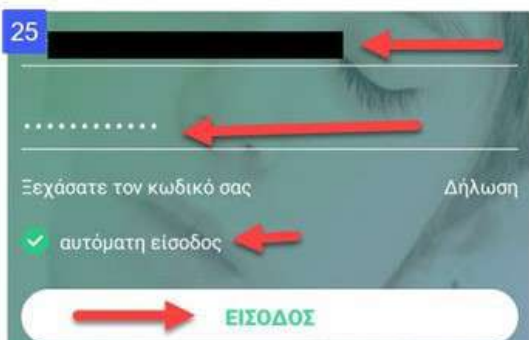 25
............
Ξεχάσατε τον κωδικό σας Δήλωση
αυτόματη είσοδος
ΕΙΣΟΔΟΣ